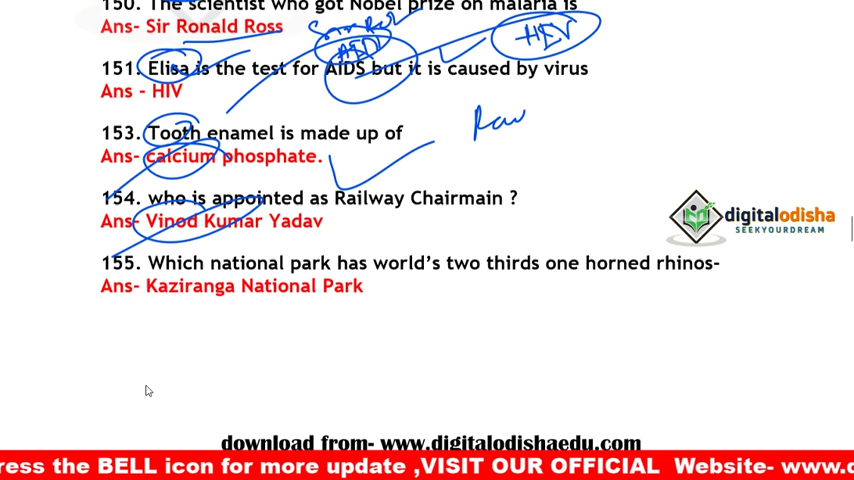 150. The scientist who got Nobel prize on malaria is
Ans- Sir Ronald Ross
151. Elisa is the test for AIDS but it is caused by virus
Ans - HIV
HIV
153. Tooth enamel is made up of
Ans- calcium phosphate.
154. who is appointed as Railway Chairmain ?
Ans- Vinod Kumar Yadav
digitalodisha
SEEKYOURDREAM
155. Which national park has world's two thirds one horned rhinos-
Ans- Kaziranga National Park
download from- www.digitalodishaedu.com
ress the BELL icon for more update ,VISIT OUR OFFICIAL Website- www.d